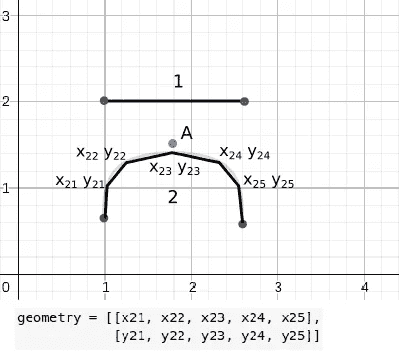 3
1
2
A
x22 y22
x24 y24
x23 y23
x21 y21
x25 y25
1
2
0
1
2
3
4
geometry = [[x21, x22, x23, x24, x25],
[y21, y22, y23, y24, y25]]